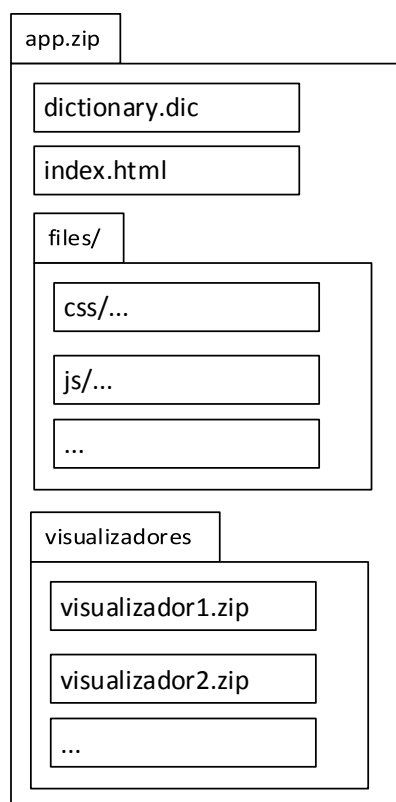 app.zip
dictionary.dic
index.html
files/
css/...
js/...
...
visualizadores
visualizador1.zip
visualizador2.zip
...